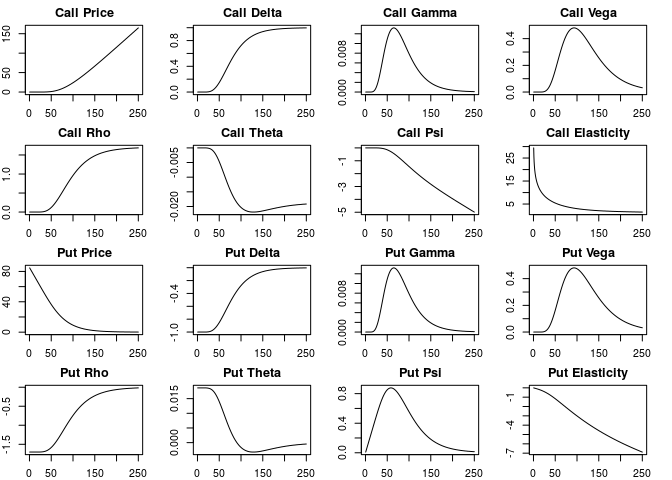 Call Price Call Delta Call Gamma Call Vega
0 50 150 0.0 0.4 0.8 0.000 0.008 0.0 0.2 0.4
0 50 150 250 0 50 150 250 0 50 150 250 0 50 150 250
Call Rho Call Theta Call Psi Call Elasticity
0.0 1.0 -0.020 -0.005 -5 -3 -1 5 15 25
0 50 150 250 0 50 150 250 0 50 150 250 0 50 150 250
Put Price Put Delta Put Gamma Put Vega
0 40 80 -1.0 -0.4 0.000 0.008 0.0 0.2 0.4
0 50 150 250 0 50 150 250 0 50 150 250 0 50 150 250
Put Rho Put Theta Put Psi Put Elasticity
-1.5 -0.5 0.000 0.015 0.0 0.4 0.8 -7 -4 -1
0 50 150 250 0 50 150 250 0 50 150 250 0 50 150 250